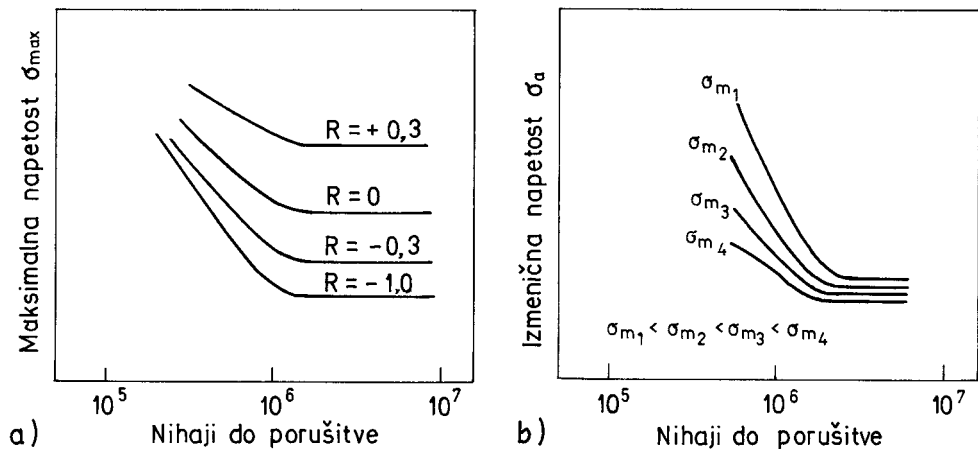 Maksimalna napetost σmax
R = + 0,3
R = 0
R = -0,3
R = -1,0
10⁵
10⁶
10⁷
a)
Nihaji do porušitve
Izmenična napetost σa
σm1
σm2
σm3
σm4
σm1 < σm2 < σm3 < σm4
10⁵
10⁶
10⁷
b)
Nihaji do porušitve